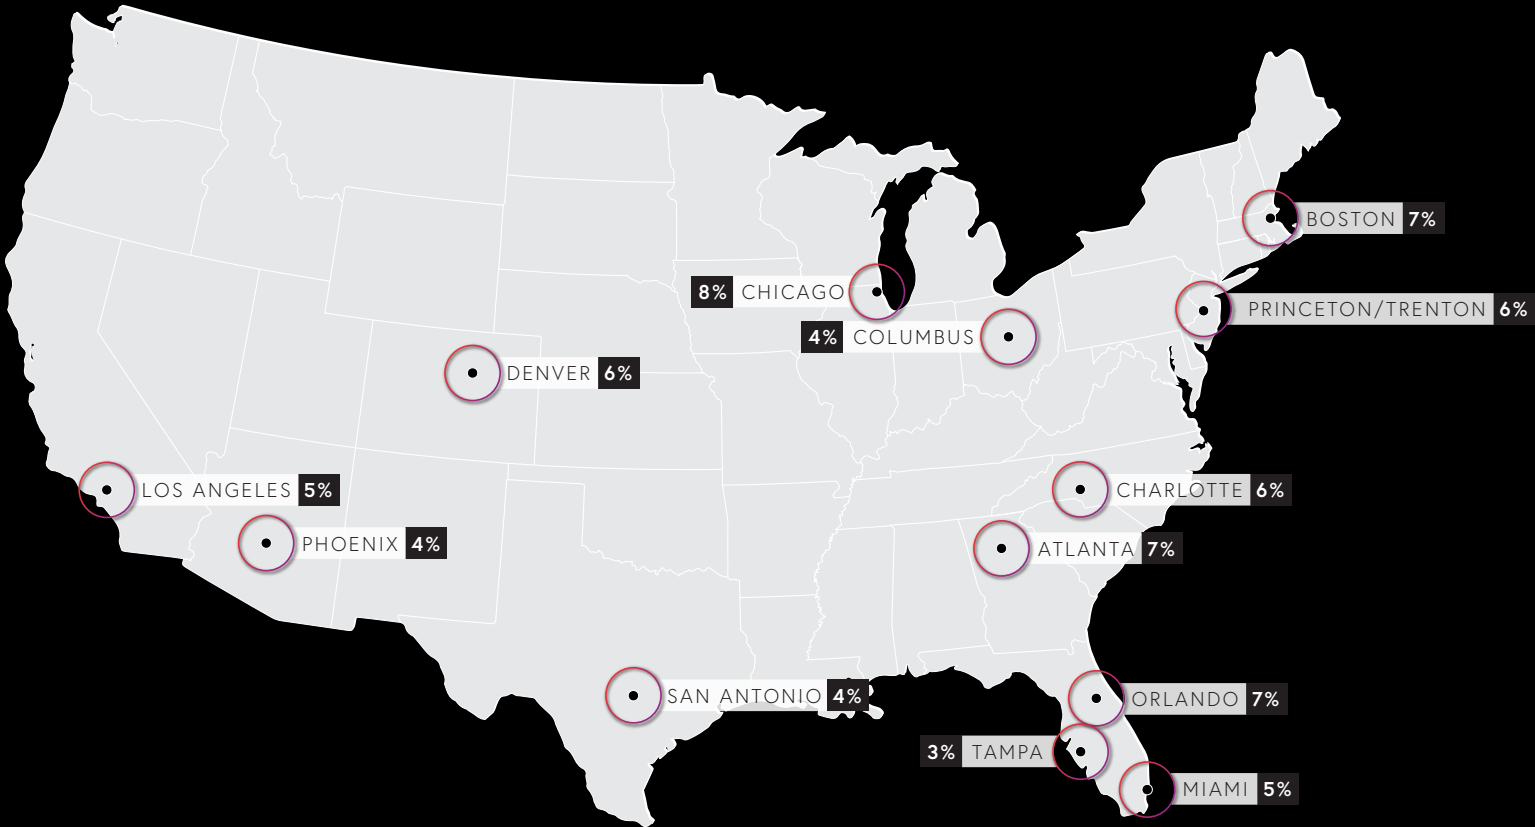 BOSTON 7%
8% CHICAGO
PRINCETON/TRENTON 6%
4% COLUMBUS
DENVER 6%
LOS ANGELES 5%
CHARLOTTE 6%
PHOENIX 4%
ATLANTA 7%
SAN ANTONIO 4%
ORLANDO 7%
3% TAMPA
MIAMI 5%